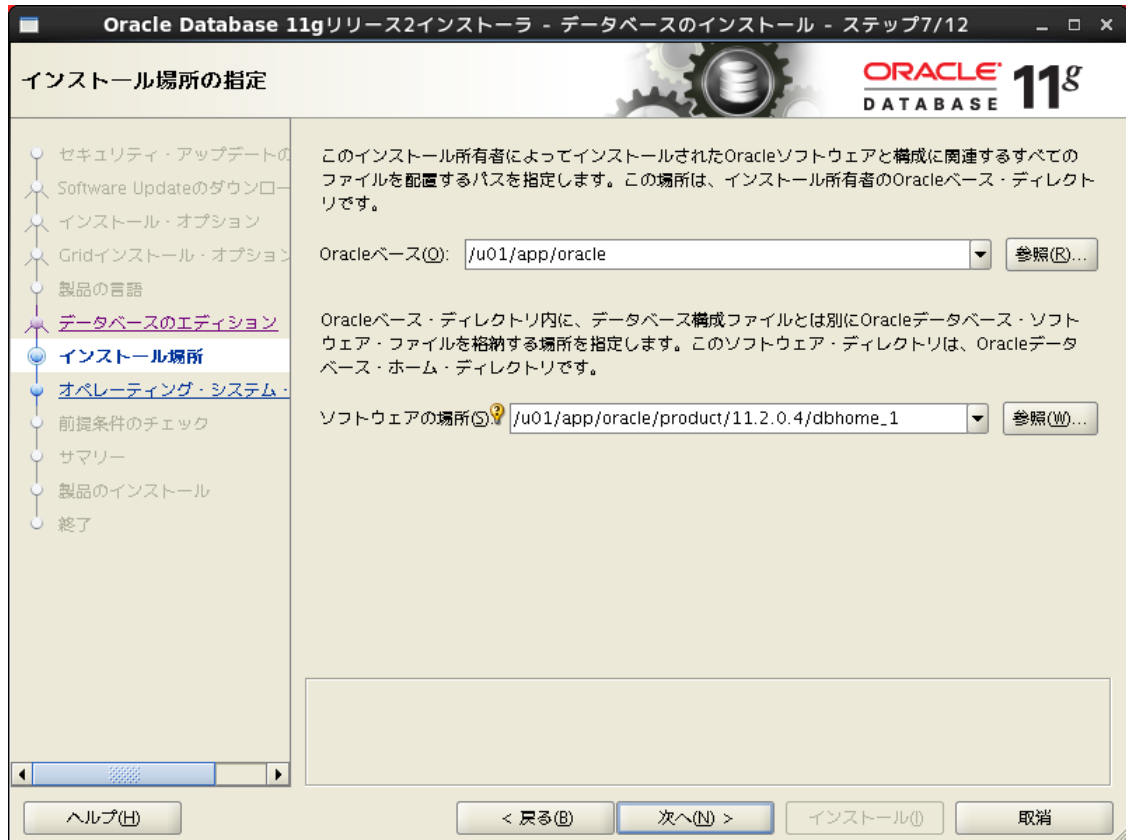 Oracle Database 11gリリース2インストーラ - データベースのインストール - ステップ7/12
インストール場所の指定
ORACLE
DATABASE
11g
セキュリティ・アップデートの
Software Updateのダウンロー
インストール・オプション
Gridインストール・オプション
製品の言語
データベースのエディション
インストール場所
オペレーティング・システム・
前提条件のチェック
サマリー
製品のインストール
終了
このインストール所有者によってインストールされたOracleソフトウェアと構成に関連するすべての
ファイルを配置するパスを指定します。この場所は、インストール所有者のOracleベース・ディレクト
リです。
Oracleベース(O): /u01/app/oracle 参照(R)...
Oracleベース・ディレクトリ内に、データベース構成ファイルとは別にOracleデータベース・ソフト
ウェア・ファイルを格納する場所を指定します。このソフトウェア・ディレクトリは、Oracleデータ
ベース・ホーム・ディレクトリです。
ソフトウェアの場所(S): /u01/app/oracle/product/11.2.0.4/dbhome_1 参照(W)...
ヘルプ(H) < 戻る(B) 次へ(N) > インストール(I) 取消